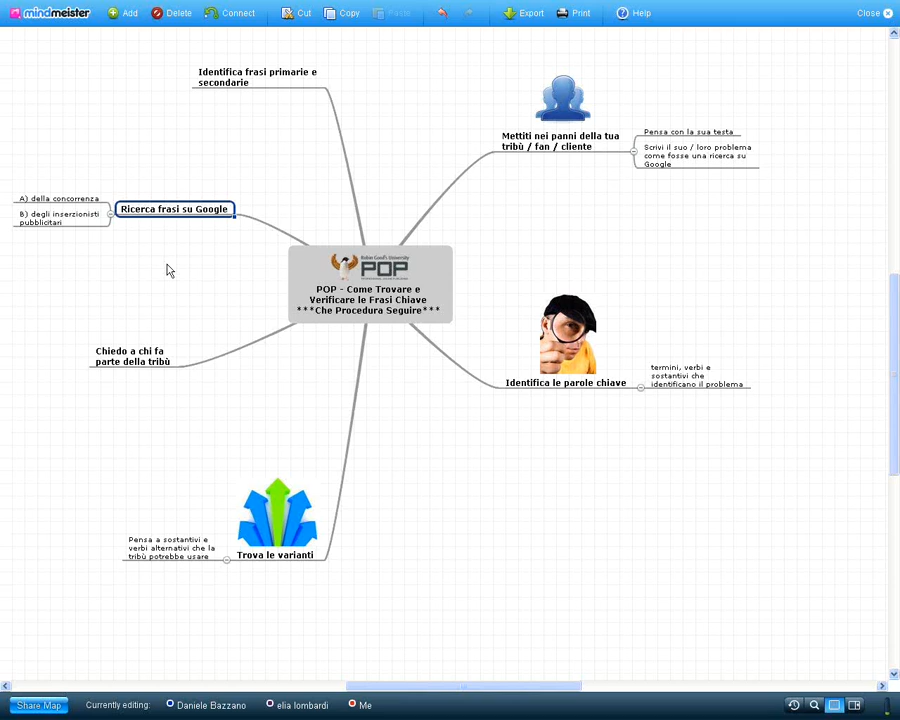 mindmeister Add Delete Connect Cut Copy Paste Export Print Help Close
Identifica frasi primarie e
secondarie
Mettiti nei panni della tua
tribù / fan / cliente
Pensa con la sua testa
Scrivi il suo / loro problema
come fosse una ricerca su
Google
A) della concorrenza
B) degli inserzionisti
pubblicitari
Ricerca frasi su Google
Robin Good's University
POP
POP - Come Trovare e
Verificare le Frasi Chiave
***Che Procedura Seguire***
Chiedo a chi fa
parte della tribù
Identifica le parole chiave
termini, verbi e
sostantivi che
identificano il problema
Pensa a sostantivi e
verbi alternativi che la
tribù potrebbe usare
Trova le varianti
Share Map Currently editing: Daniele Bazzano elia lombardi Me